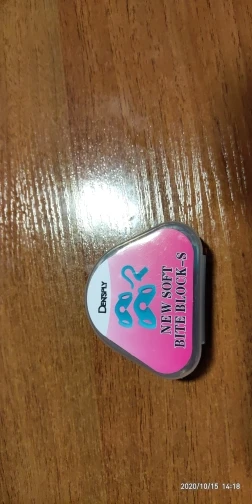 DENTSPLY
NEW SOFT
BITE BLOCK-S
2020/10/15 14:18